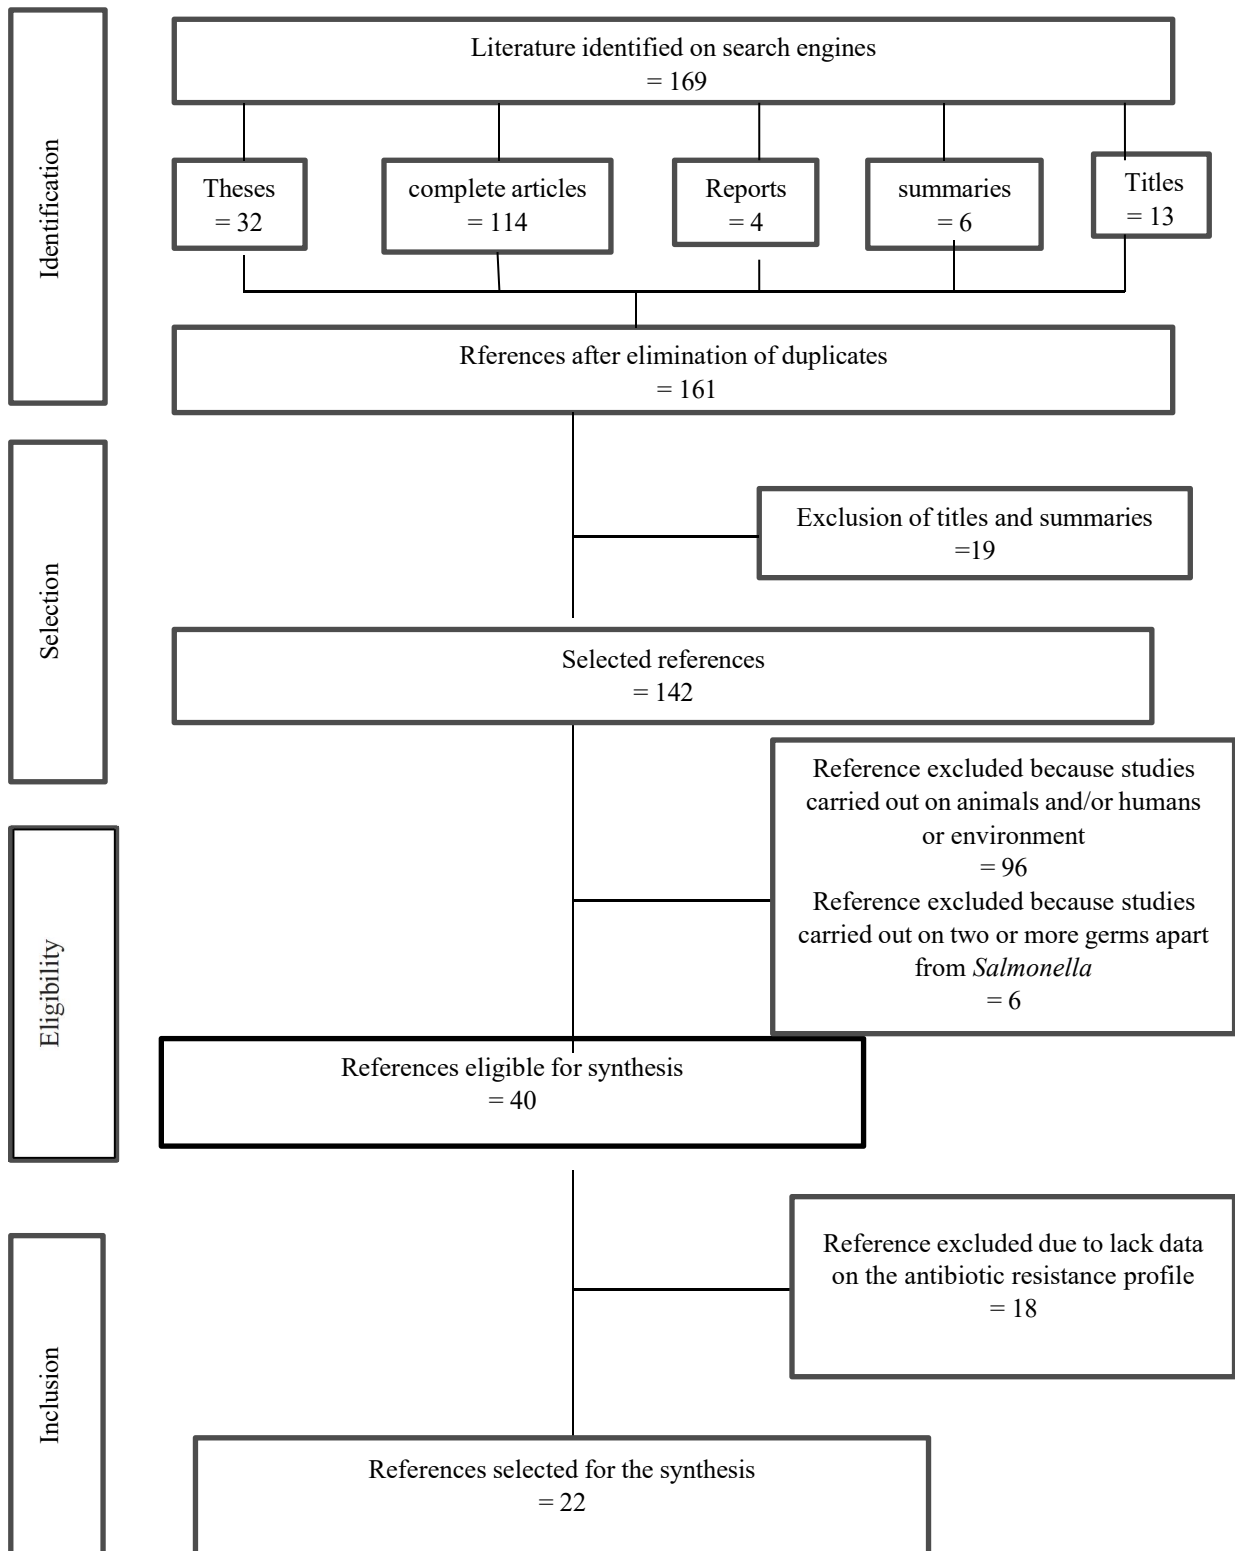 Identification
Literature identified on search engines
= 169
Theses
= 32
complete articles
= 114
Reports
= 4
summaries
= 6
Titles
= 13
Rferences after elimination of duplicates
= 161
Selection
Exclusion of titles and summaries
=19
Selected references
= 142
Eligibility
Reference excluded because studies
carried out on animals and/or humans
or environment
= 96
Reference excluded because studies
carried out on two or more germs apart
from Salmonella
= 6
References eligible for synthesis
= 40
Inclusion
Reference excluded due to lack data
on the antibiotic resistance profile
= 18
References selected for the synthesis
= 22